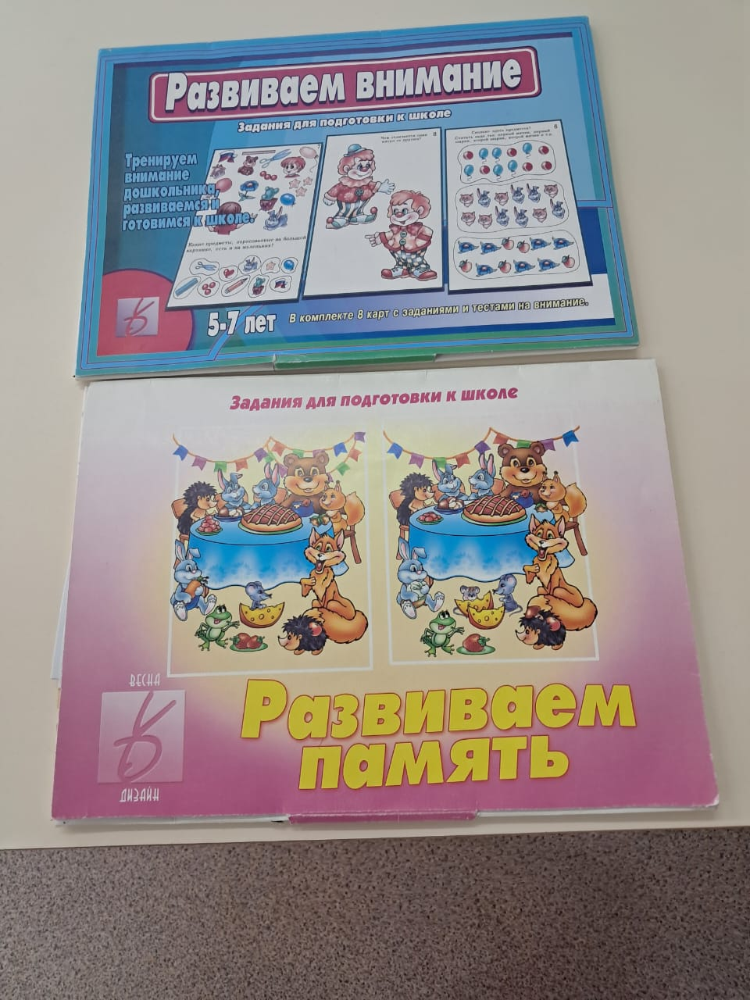 Развиваем внимание
Задания для подготовки к школе
Тренируем
внимание
дошкольника,
развиваемся и
готовимся к школе.
7
Какие предметы, нарисованные на большой
картинке, есть и на маленьких?
8
Чем отличается один
клоун от другого?
6
Сколько здесь предметов?
Считать надо так: первый мячик, первый
шарик, второй шарик, второй мячик и т.д.
5-7 лет
В комплекте 8 карт с заданиями и тестами на внимание.
Задания для подготовки к школе
ВЕСНА
ДИЗАЙН
Развиваем
память